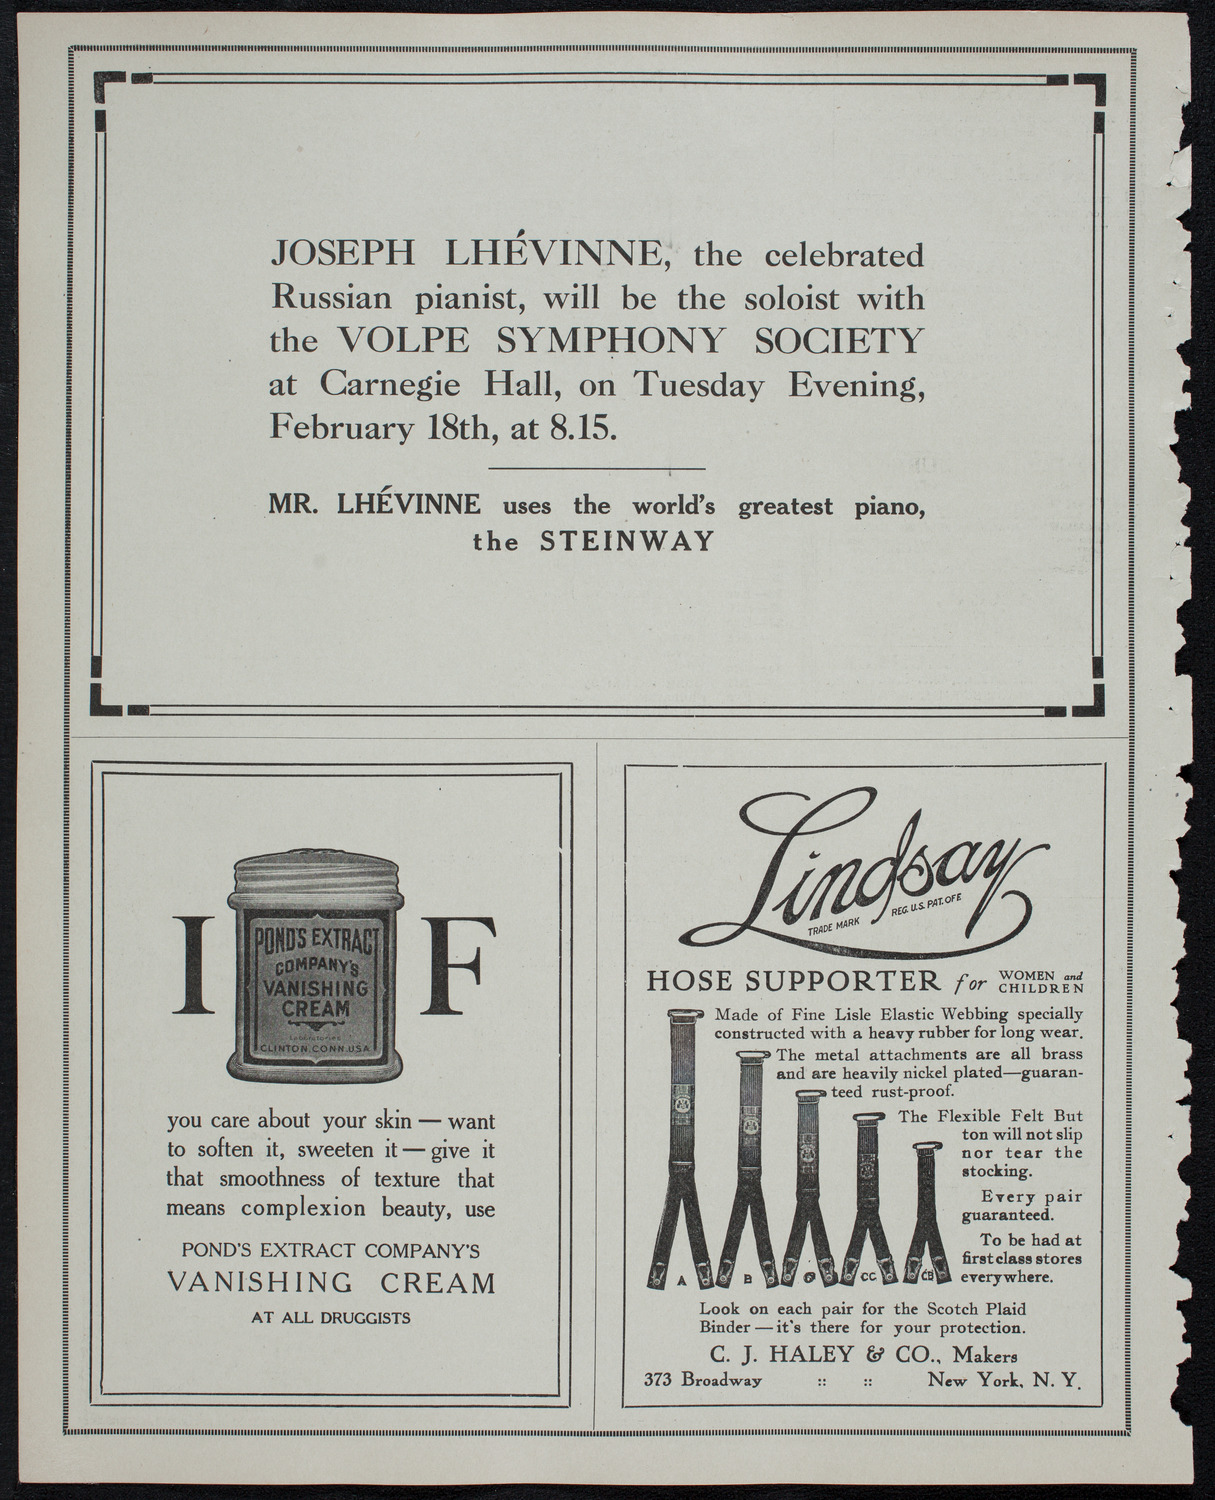 JOSEPH LHÉVINNE, the celebrated
Russian pianist, will be the soloist with
the VOLPE SYMPHONY SOCIETY
at Carnegie Hall, on Tuesday Evening,
February 18th, at 8.15.
MR. LHÉVINNE uses the world's greatest piano,
the STEINWAY
I F
POND'S EXTRACT
COMPANY'S
VANISHING
CREAM
Laboratories
CLINTON.CONN.USA
you care about your skin — want
to soften it, sweeten it — give it
that smoothness of texture that
means complexion beauty, use
POND'S EXTRACT COMPANY'S
VANISHING CREAM
AT ALL DRUGGISTS
Lindsay
TRADE MARK REG. U.S. PAT. OFF.
HOSE SUPPORTER for WOMEN and
CHILDREN
Made of Fine Lisle Elastic Webbing specially
constructed with a heavy rubber for long wear.
The metal attachments are all brass
and are heavily nickel plated—guaran-
teed rust-proof.
The Flexible Felt But
ton will not slip
nor tear the
stocking.
Every pair
guaranteed.
To be had at
first class stores
everywhere.
A B C CC CB
Look on each pair for the Scotch Plaid
Binder — it's there for your protection.
C. J. HALEY & CO., Makers
373 Broadway :: :: New York, N. Y.